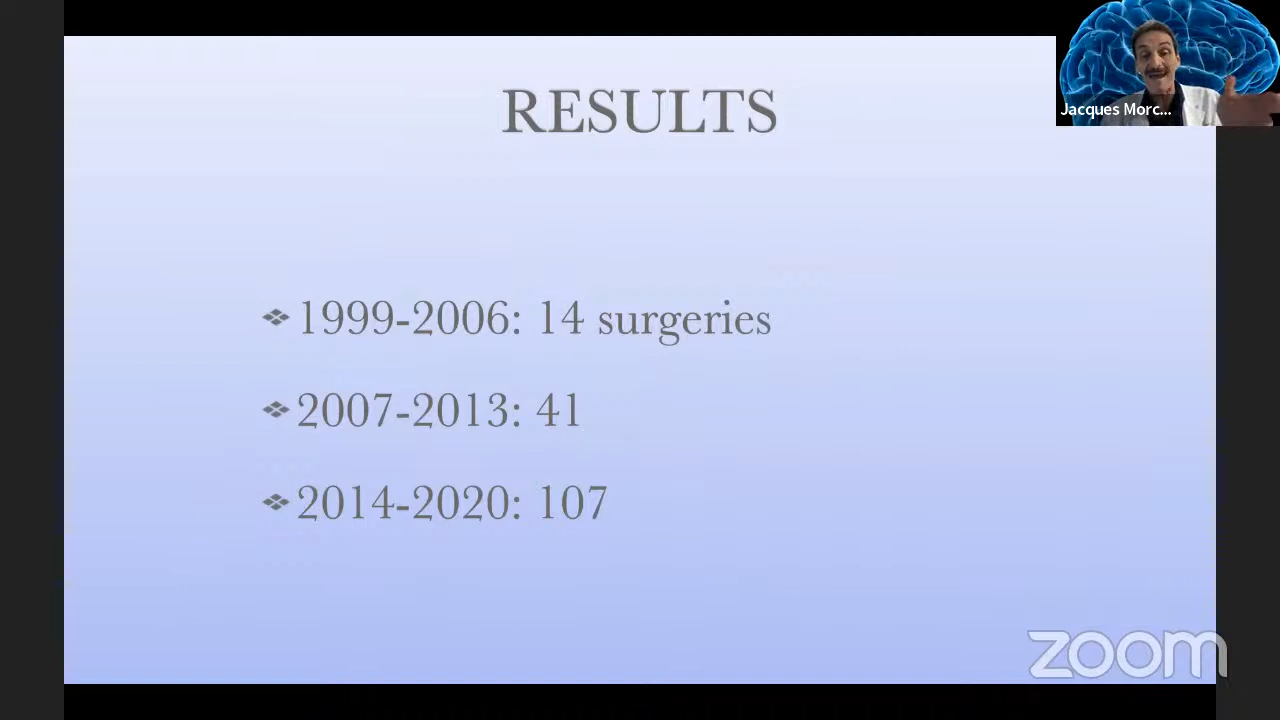 RESULTS
Jacques Morc...
1999-2006: 14 surgeries
2007-2013: 41
2014-2020: 107
zoom